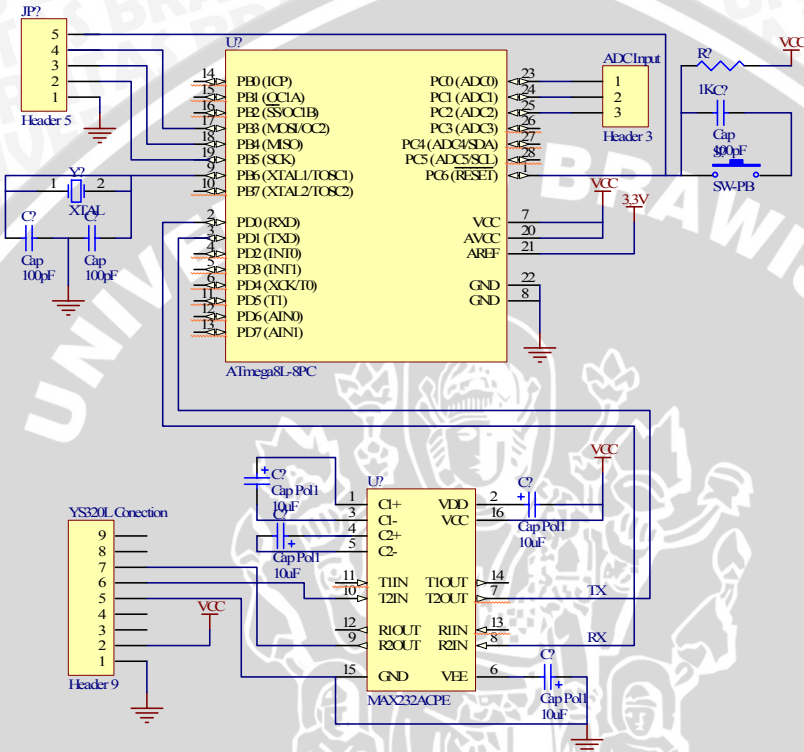 JP?
5
4
3
2
1
Header 5
U?
14 PB0 (ICP)
15 PB1 (OC1A)
16 PB2 (SS/OC1B)
17 PB3 (MOSI/OC2)
18 PB4 (MISO)
19 PB5 (SCK)
9 PB6 (XTAL1/TOSC1)
10 PB7 (XTAL2/TOSC2)
2 PD0 (RXD)
3 PD1 (TXD)
4 PD2 (INT0)
5 PD3 (INT1)
6 PD4 (XCK/T0)
11 PD5 (T1)
12 PD6 (AIN0)
13 PD7 (AIN1)
PC0 (ADC0) 23
PC1 (ADC1) 24
PC2 (ADC2) 25
PC3 (ADC3) 26
PC4 (ADC4/SDA) 27
PC5 (ADC5/SCL) 28
PC6 (RESET) 1
VCC 7
AVCC 20
AREF 21
GND 22
GND 8
ATmega8L-8PC
ADC Input
1
2
3
Header 3
R?
VCC
1K
C?
Cap
100pF
SW-PB
VCC
3,3V
Y?
1 2
XTAL
C?
Cap
100pF
C?
Cap
100pF
UNIVE
BRAWI
C?
Cap Pol1
10uF
C?
Cap Pol1
10uF
U?
1 C1+
3 C1-
4 C2+
5 C2-
11 T1IN
10 T2IN
12 R1OUT
9 R2OUT
15 GND
VDD 2
VCC 16
T1OUT 14
T2OUT 7
R1IN 13
R2IN 8
VEE 6
MAX232ACPE
C?
Cap Pol1
10uF
VCC
TX
RX
C?
Cap Pol1
10uF
YS320L Conection
9
8
7
6
5
4
3
2
1
Header 9
VCC